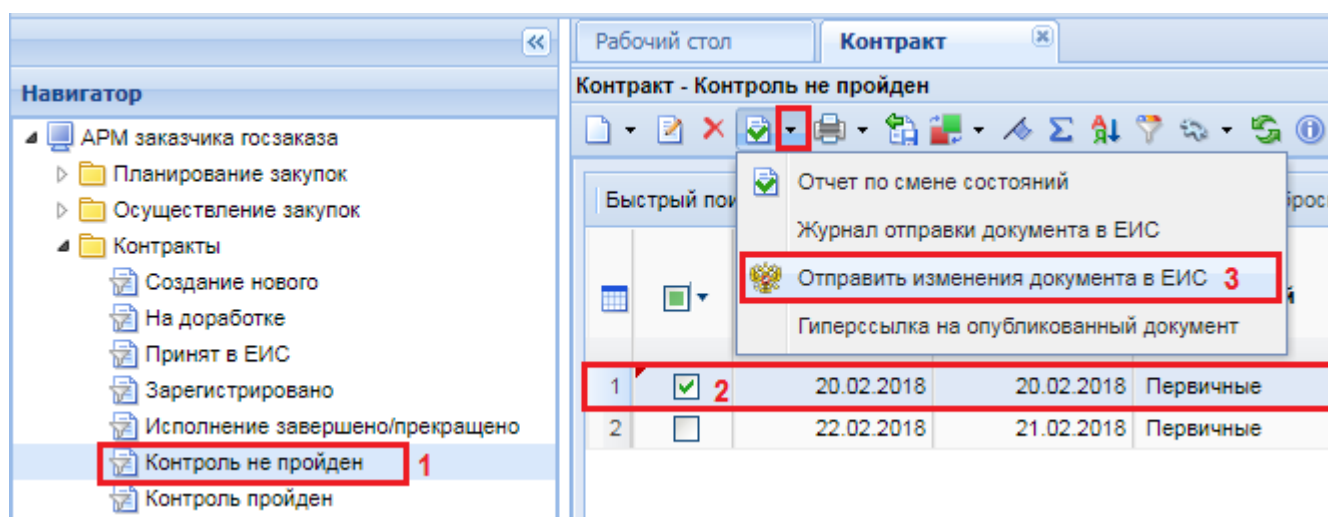 Рабочий стол
Контракт
Навигатор
Контракт - Контроль не пройден
АРМ заказчика госзаказа
Планирование закупок
Осуществление закупок
Контракты
Создание нового
На доработке
Принят в ЕИС
Зарегистрировано
Исполнение завершено/прекращено
Контроль не пройден 1
Контроль пройден
Отчет по смене состояний
Быстрый
Журнал отправки документа в ЕИС
Отправить изменения документа в ЕИС 3
Гиперссылка на опубликованный документ
1 2 20.02.2018 20.02.2018 Первичные
2 22.02.2018 21.02.2018 Первичные